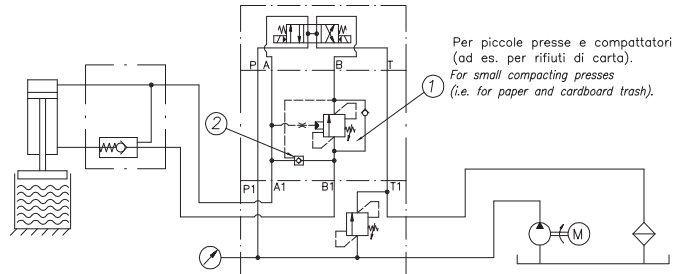 Per piccole presse e compattatori
(ad es. per rifiuti di carta).
For small compacting presses
(i.e. for paper and cardboard trash).
P A B T
1
2
P1 A1 B1 T1
M